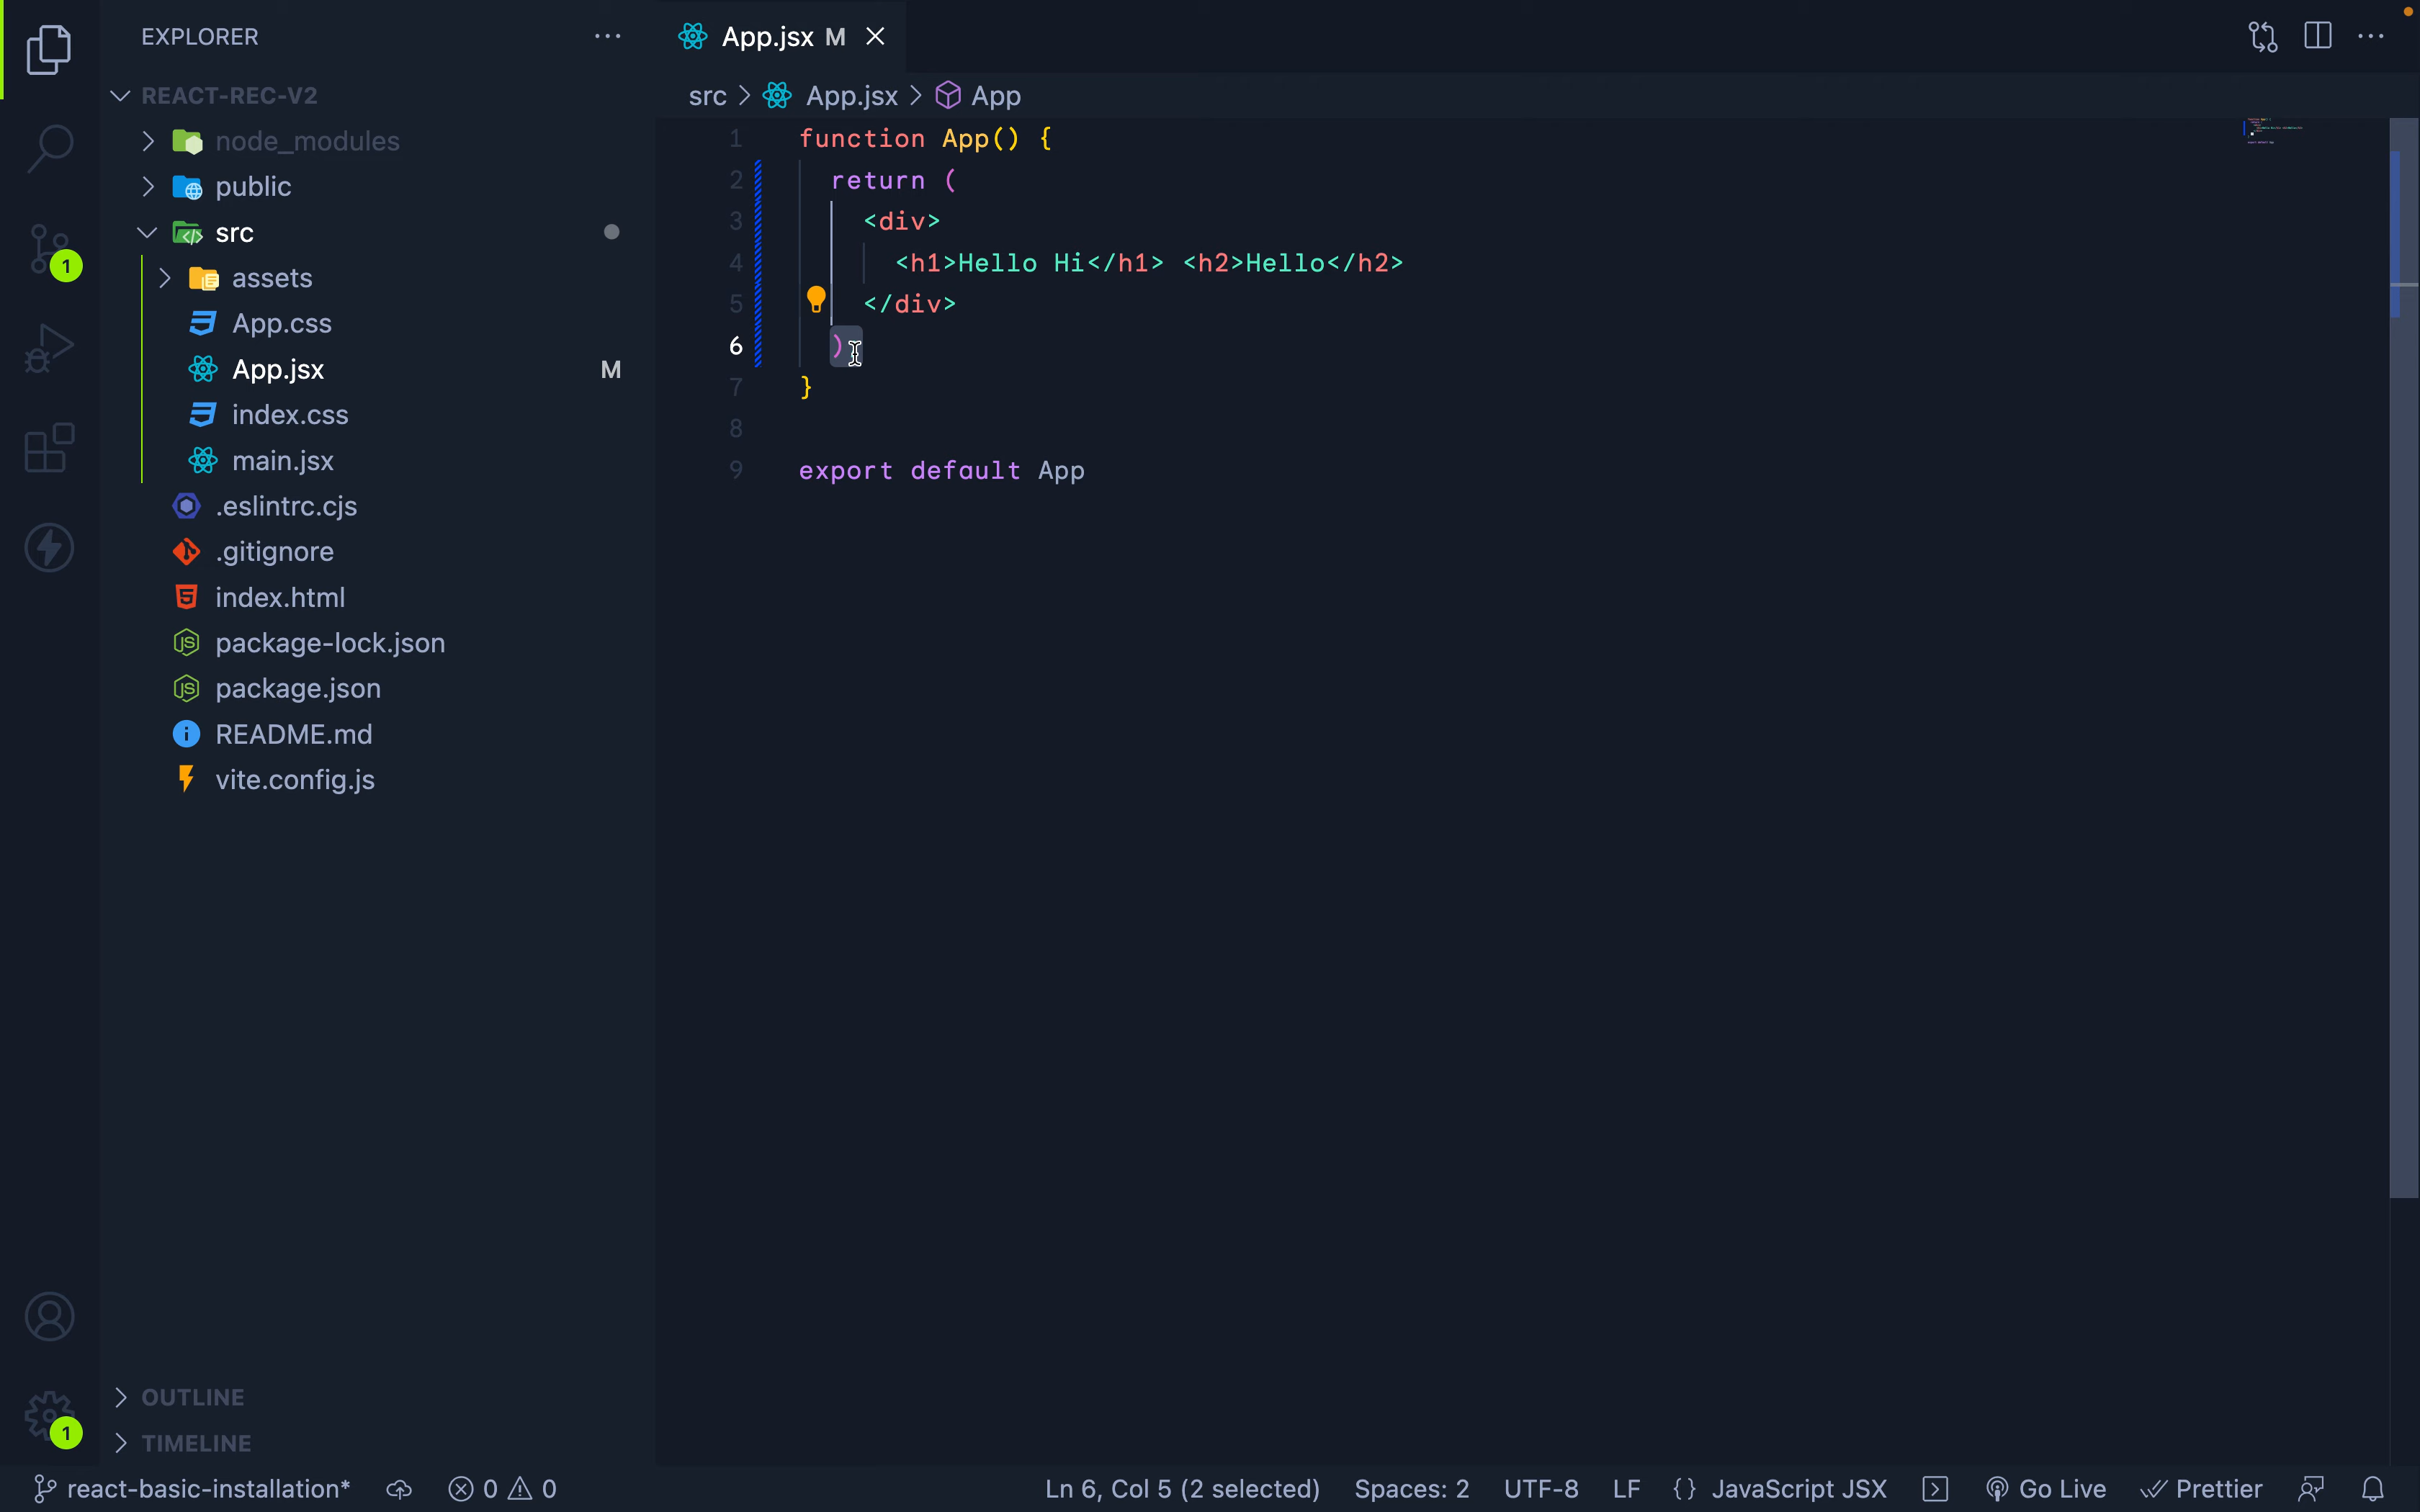 EXPLORER
REACT-REC-V2
node_modules
public
src
assets
App.css
App.jsx M
index.css
main.jsx
.eslintrc.cjs
.gitignore
index.html
package-lock.json
package.json
README.md
vite.config.js
OUTLINE
TIMELINE
1
1
App.jsx M
src > App.jsx > App
1 function App() {
2 return (
3 <div>
4 <h1>Hello Hi</h1> <h2>Hello</h2>
5 </div>
6 )
7 }
8
9 export default App
react-basic-installation* 0 0 Ln 6, Col 5 (2 selected) Spaces: 2 UTF-8 LF {} JavaScript JSX Go Live Prettier